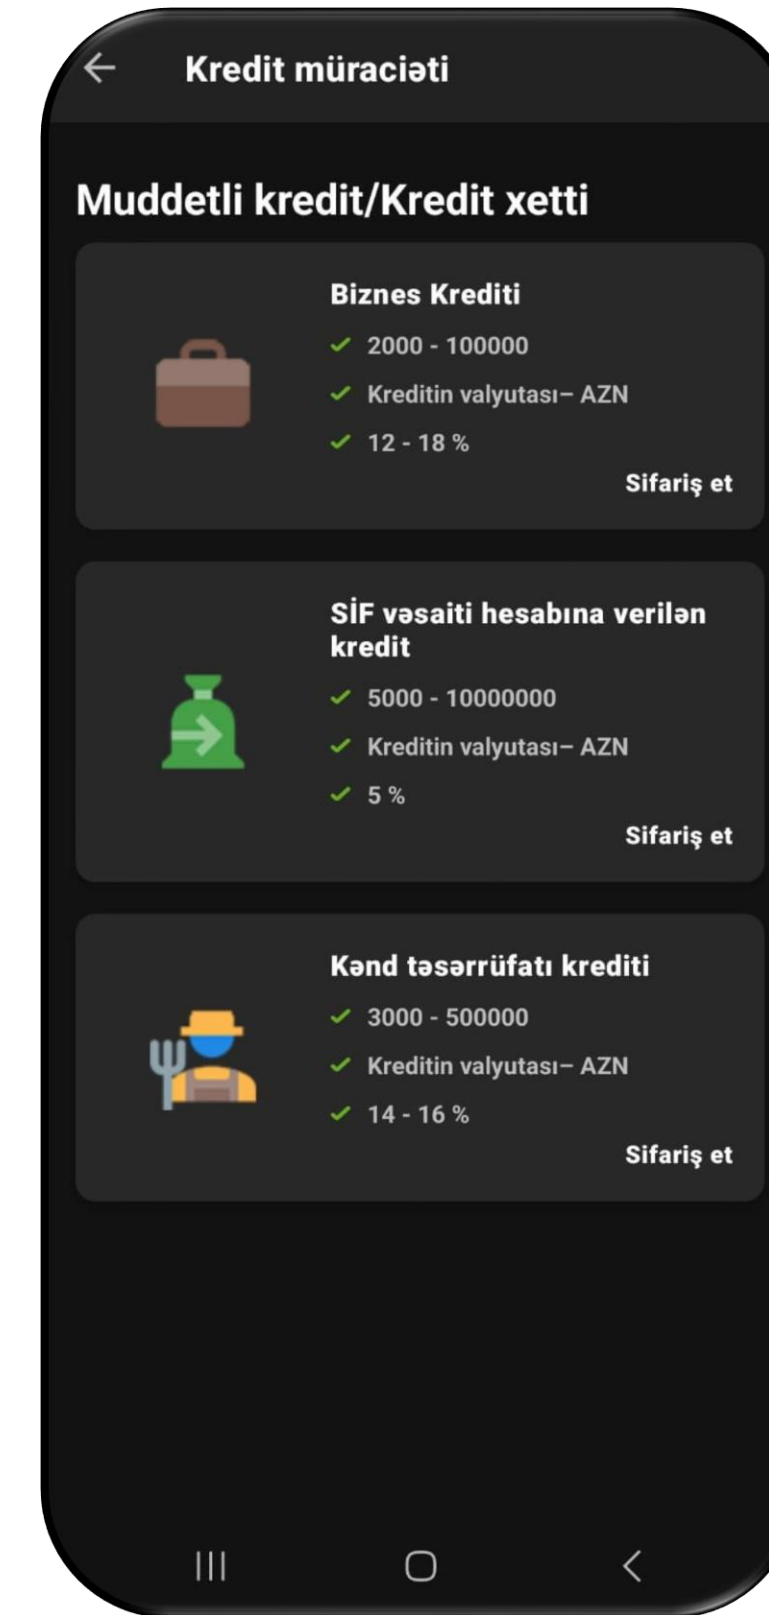 Kredit müraciəti
Muddetli kredit/Kredit xetti
Biznes Krediti
2000 - 100000
Kreditin valyutası– AZN
12 - 18 %
Sifariş et
SİF vəsaiti hesabına verilən
kredit
5000 - 10000000
Kreditin valyutası– AZN
5 %
Sifariş et
Kənd təsərrüfatı krediti
3000 - 500000
Kreditin valyutası– AZN
14 - 16 %
Sifariş et